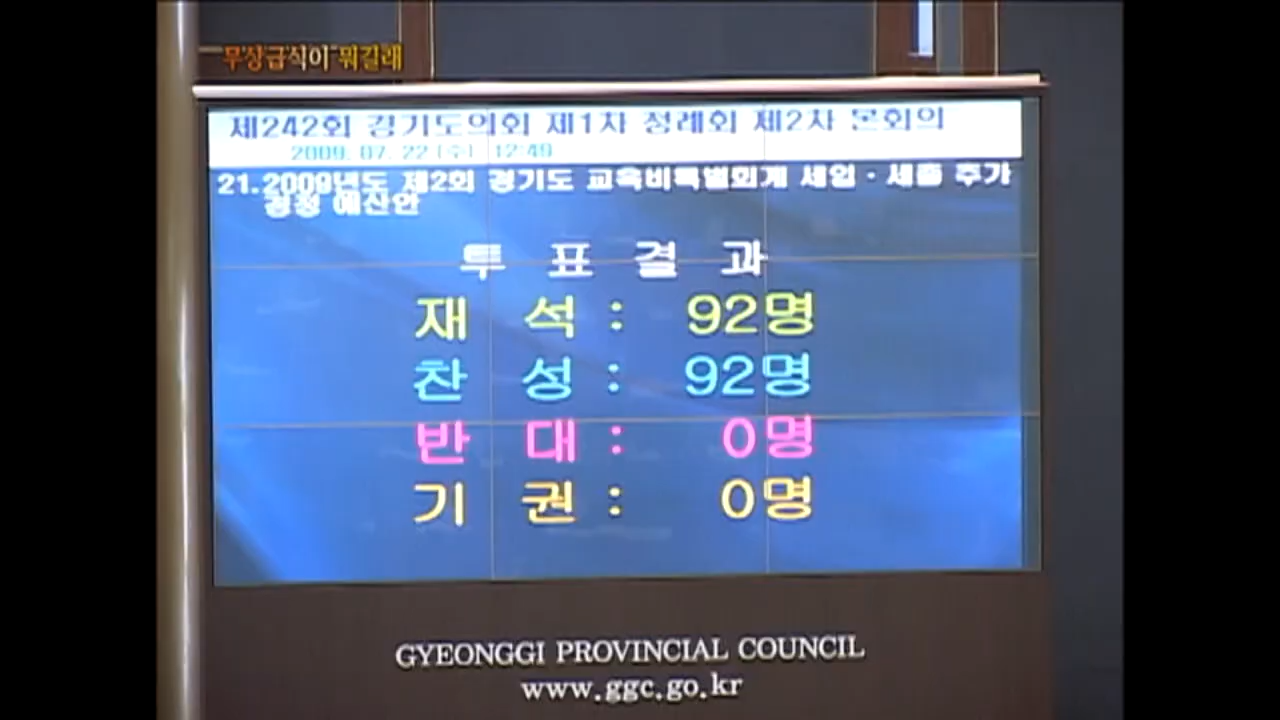 무상급식이 뭐길래
제242회 경기도의회 제1차 정례회 제2차 본회의
2009. 07. 22 (수) 12:49
21. 2009년도 제2회 경기도 교육비특별회계 세입·세출 추가
경정 예산안
투 표 결 과
재 석 : 92명
찬 성 : 92명
반 대 : 0명
기 권 : 0명
GYEONGGI PROVINCIAL COUNCIL
www.ggc.go.kr